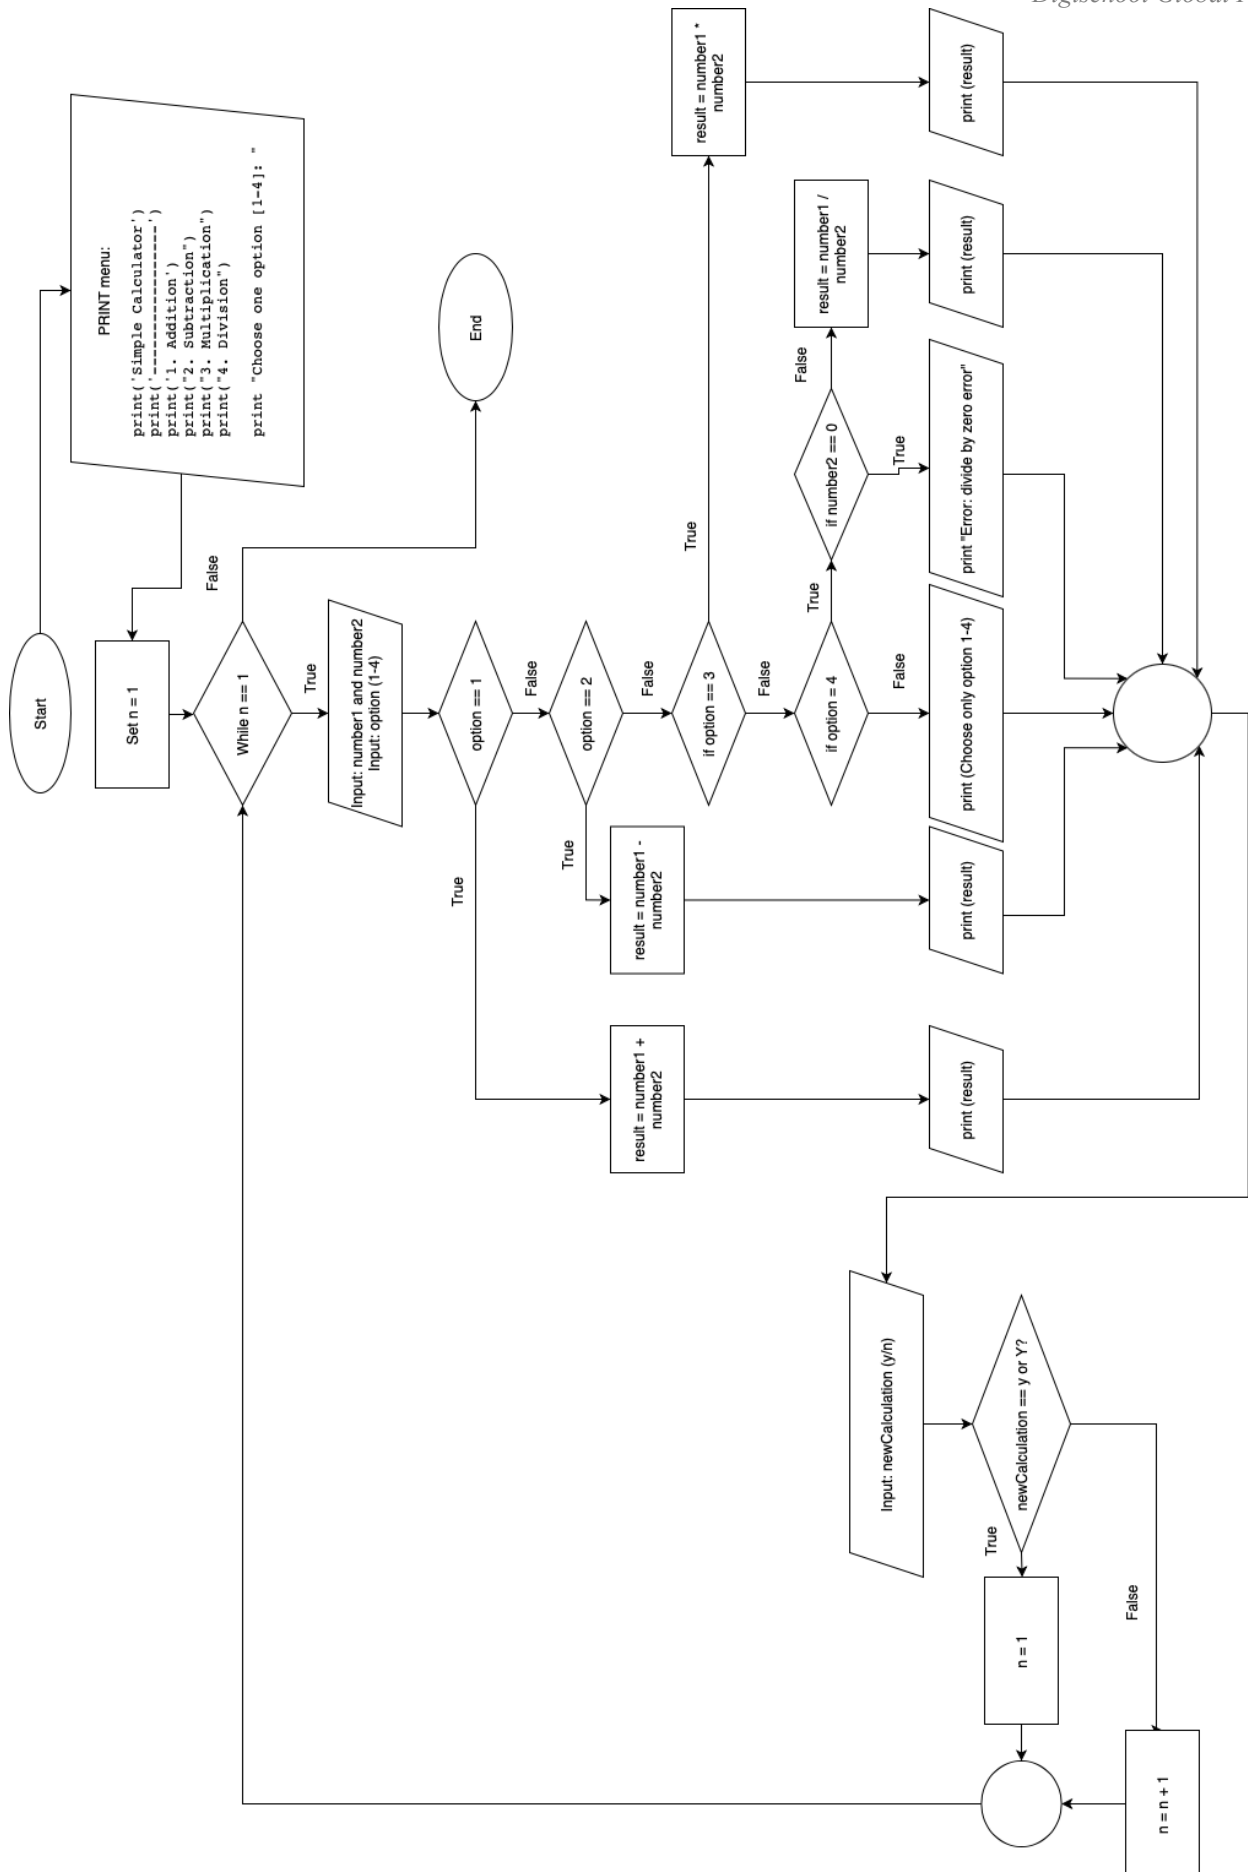 Start
PRINT menu:
print('Simple Calculator')
print('-----------------')
print('1. Addition')
print("2. Subtraction")
print("3. Multiplication")
print("4. Division")
print "Choose one option [1-4]: "
Set n = 1
While n == 1
False
End
True
Input: number1 and number2
Input: option (1-4)
option == 1
True
result = number1 +
number2
print (result)
False
option == 2
True
result = number1 -
number2
print (result)
False
if option == 3
True
result = number1 *
number2
print (result)
False
if option = 4
True
if number2 == 0
False
result = number1 /
number2
print (result)
True
print "Error: divide by zero error"
False
print (Choose only option 1-4)
Input: newCalculation (y/n)
newCalculation == y or Y?
True
n = 1
False
n = n + 1